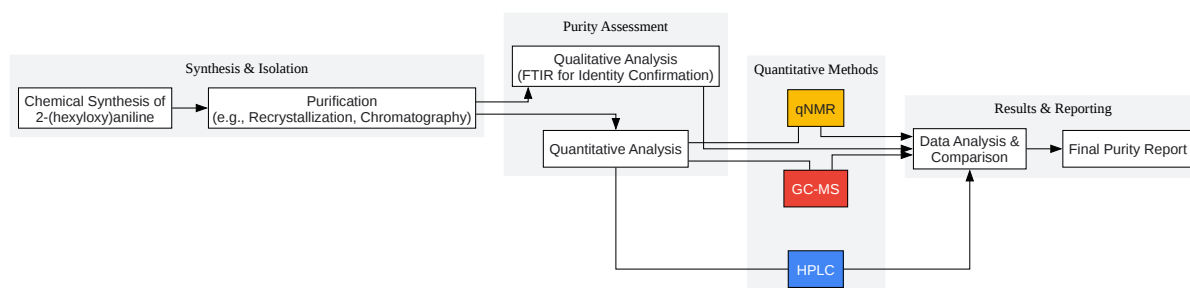 Synthesis & Isolation
Chemical Synthesis of
2-(hexyloxy)aniline
Purification
(e.g., Recrystallization, Chromatography)
Purity Assessment
Qualitative Analysis
(FTIR for Identity Confirmation)
Quantitative Analysis
Quantitative Methods
qNMR
GC-MS
HPLC
Results & Reporting
Data Analysis &
Comparison
Final Purity Report